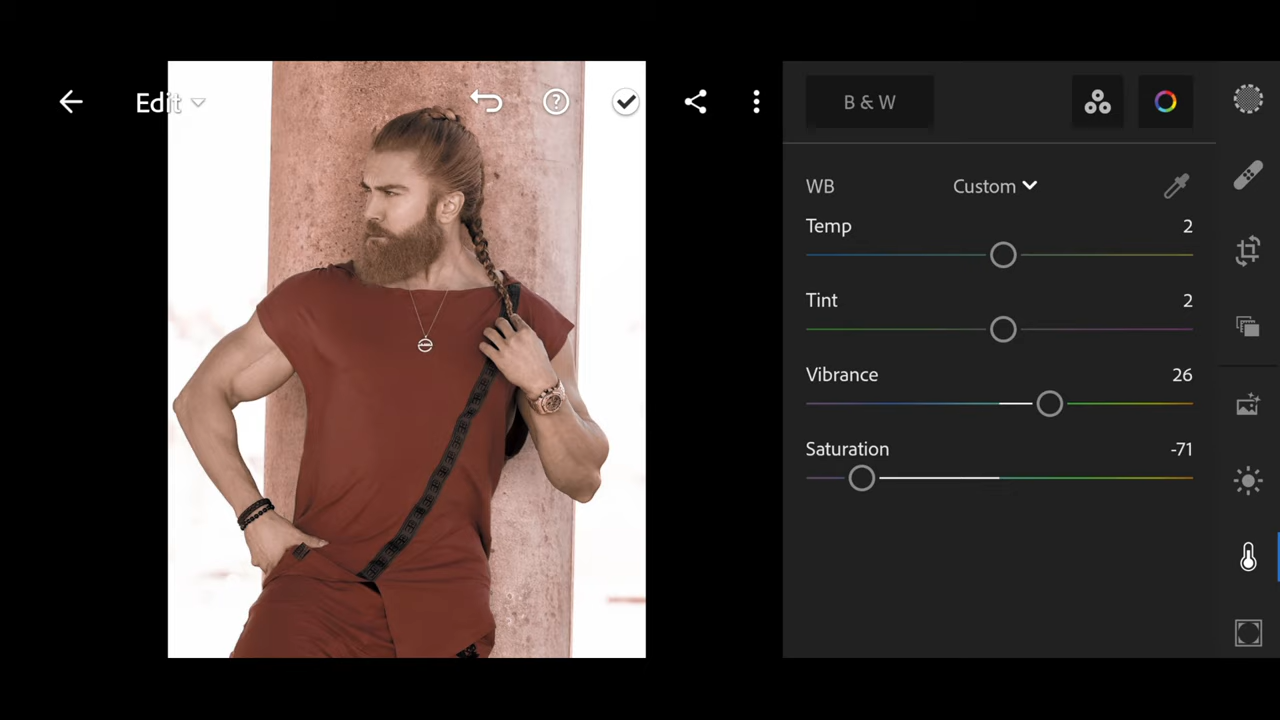 Edit
B & W
WB Custom
Temp 2
Tint 2
Vibrance 26
Saturation -71